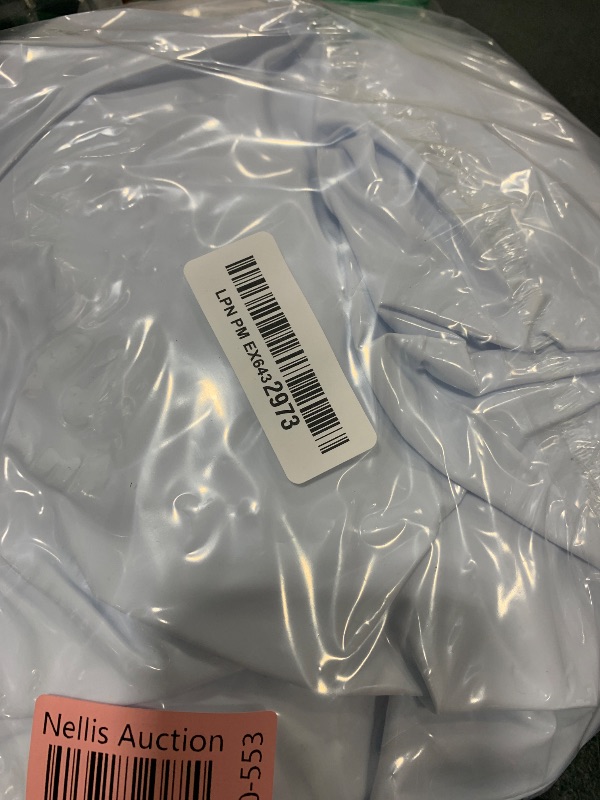 LPN PM EX6432973
Nellis Auction
0-553